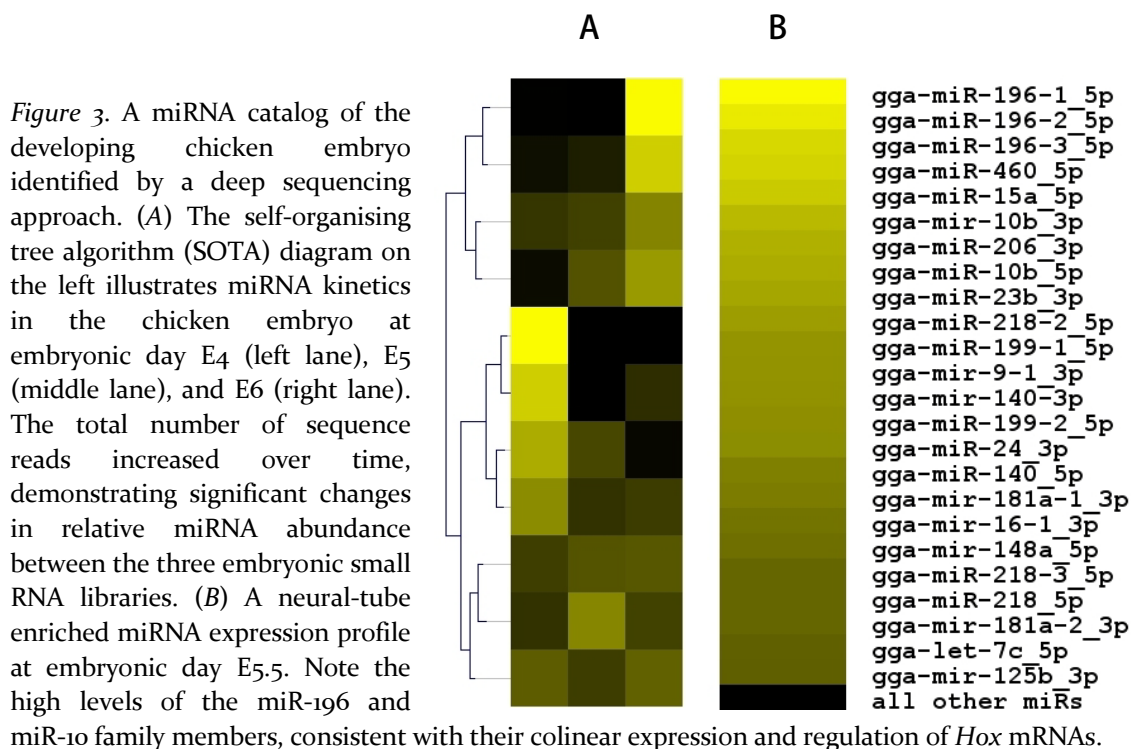 A B
Figure 3. A miRNA catalog of the
developing chicken embryo
identified by a deep sequencing
approach. (A) The self-organising
tree algorithm (SOTA) diagram on
the left illustrates miRNA kinetics
in the chicken embryo at
embryonic day E4 (left lane), E5
(middle lane), and E6 (right lane).
The total number of sequence
reads increased over time,
demonstrating significant changes
in relative miRNA abundance
between the three embryonic small
RNA libraries. (B) A neural-tube
enriched miRNA expression profile
at embryonic day E5.5. Note the
high levels of the miR-196 and
miR-10 family members, consistent with their colinear expression and regulation of Hox mRNAs.
gga-miR-196-1_5p
gga-miR-196-2_5p
gga-miR-196-3_5p
gga-miR-460_5p
gga-miR-15a_5p
gga-mir-10b_3p
gga-miR-206_3p
gga-miR-10b_5p
gga-miR-23b_3p
gga-miR-218-2_5p
gga-miR-199-1_5p
gga-mir-9-1_3p
gga-mir-140-3p
gga-miR-199-2_5p
gga-miR-24_3p
gga-miR-140_5p
gga-mir-181a-1_3p
gga-mir-16-1_3p
gga-mir-148a_5p
gga-miR-218-3_5p
gga-miR-218_5p
gga-miR-181a-2_3p
gga-let-7c_5p
gga-mir-125b_3p
all other miRs